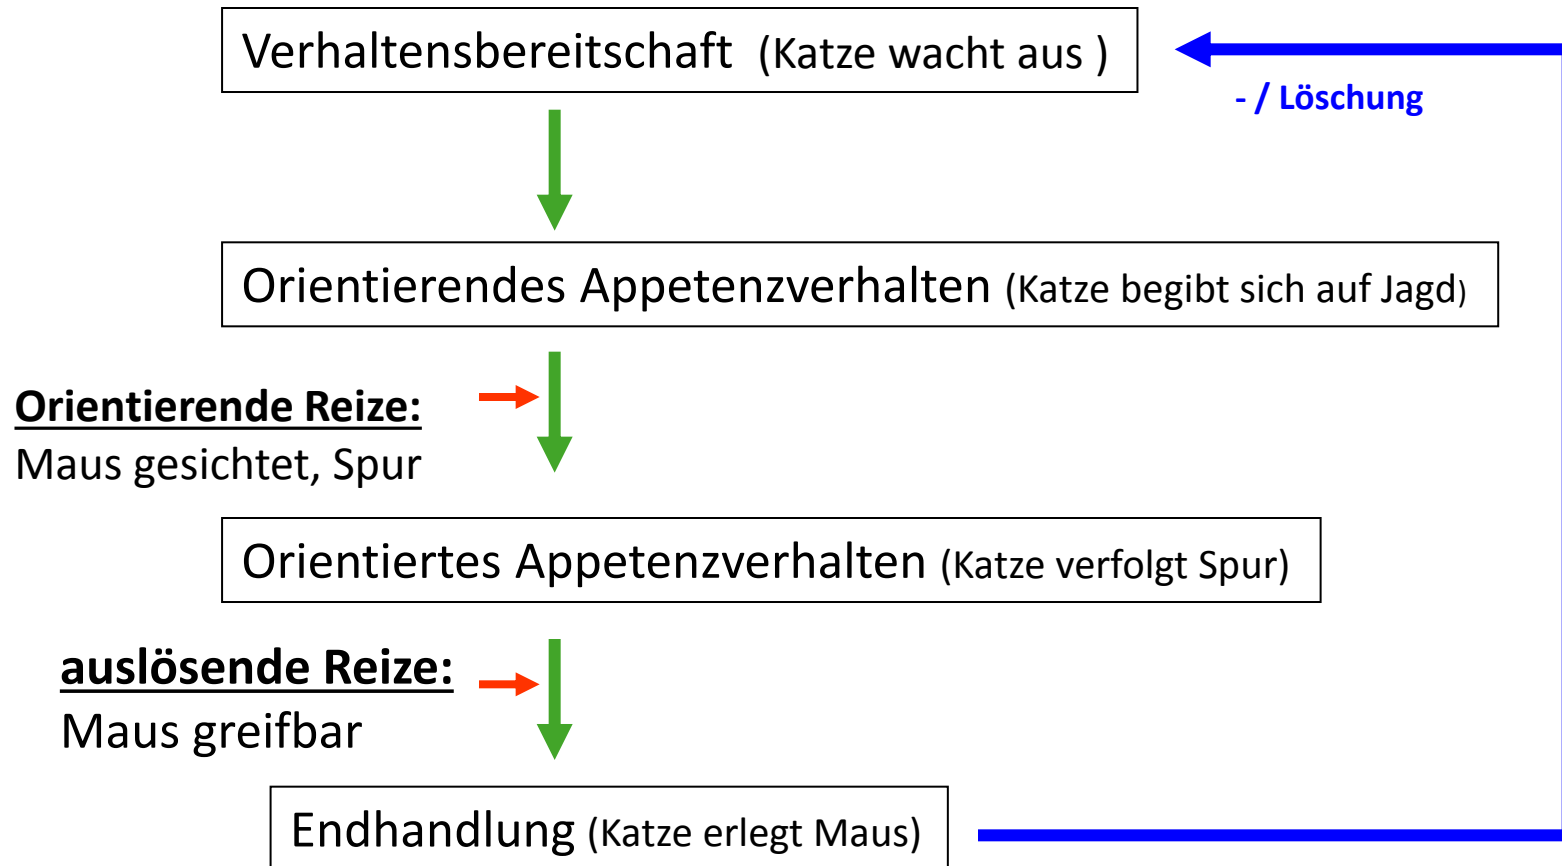 Verhaltensbereitschaft (Katze wacht aus )
- / Löschung
Orientierendes Appetenzverhalten (Katze begibt sich auf Jagd)
Orientierende Reize:
Maus gesichtet, Spur
Orientiertes Appetenzverhalten (Katze verfolgt Spur)
auslösende Reize:
Maus greifbar
Endhandlung (Katze erlegt Maus)